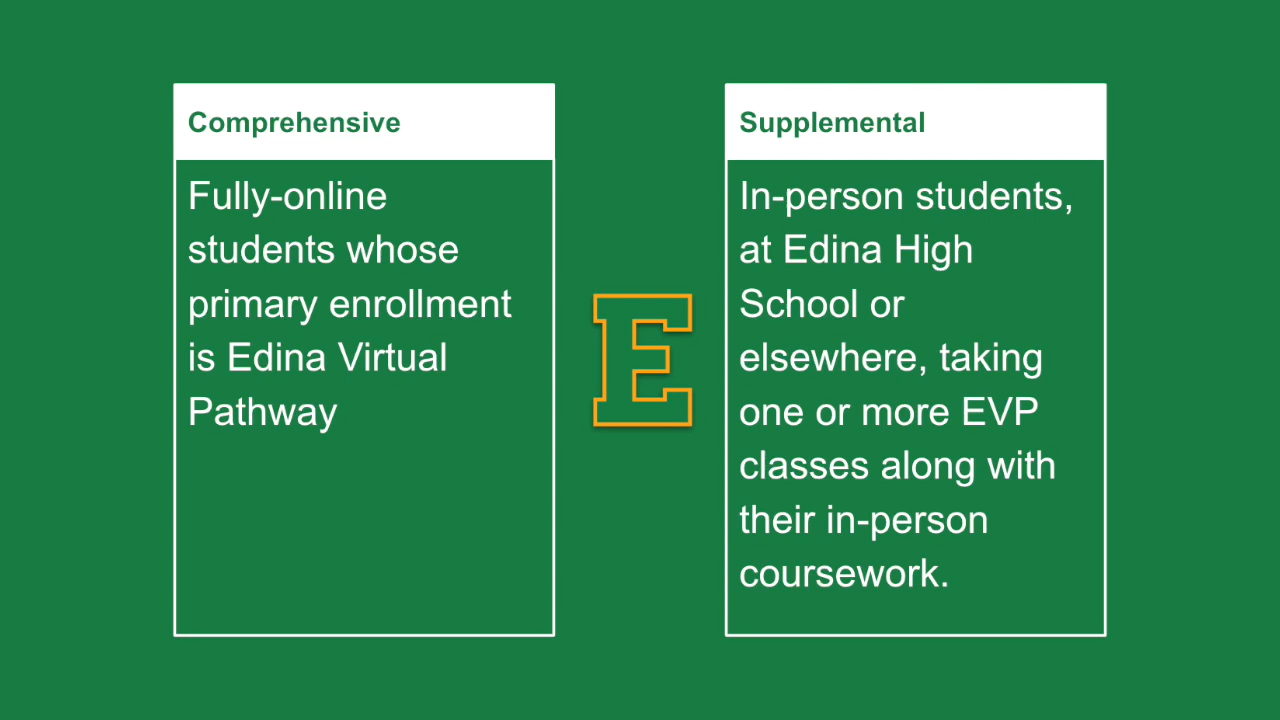 Comprehensive
Fully-online
students whose
primary enrollment
is Edina Virtual
Pathway
E
Supplemental
In-person students,
at Edina High
School or
elsewhere, taking
one or more EVP
classes along with
their in-person
coursework.